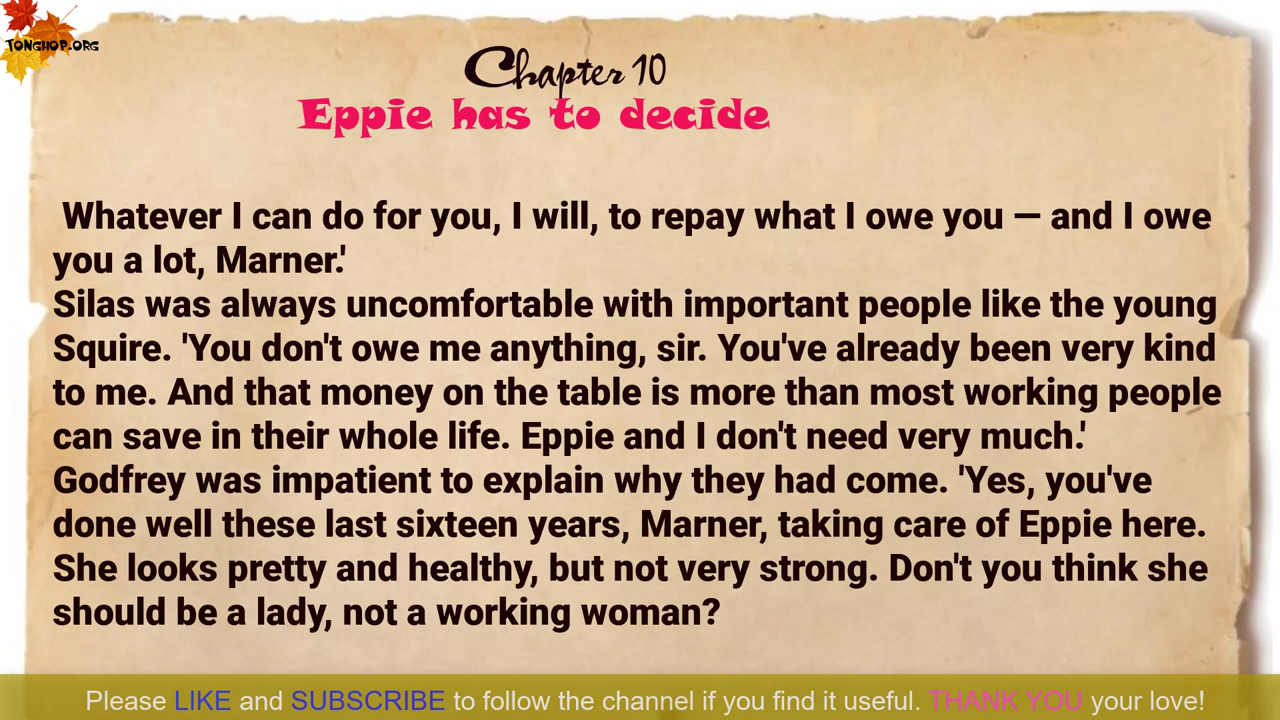 TONGHOP.ORG
Chapter 10
Eppie has to decide
Whatever I can do for you, I will, to repay what I owe you — and I owe
you a lot, Marner.'
Silas was always uncomfortable with important people like the young
Squire. 'You don't owe me anything, sir. You've already been very kind
to me. And that money on the table is more than most working people
can save in their whole life. Eppie and I don't need very much.'
Godfrey was impatient to explain why they had come. 'Yes, you've
done well these last sixteen years, Marner, taking care of Eppie here.
She looks pretty and healthy, but not very strong. Don't you think she
should be a lady, not a working woman?
Please LIKE and SUBSCRIBE to follow the channel if you find it useful. THANK YOU your love!